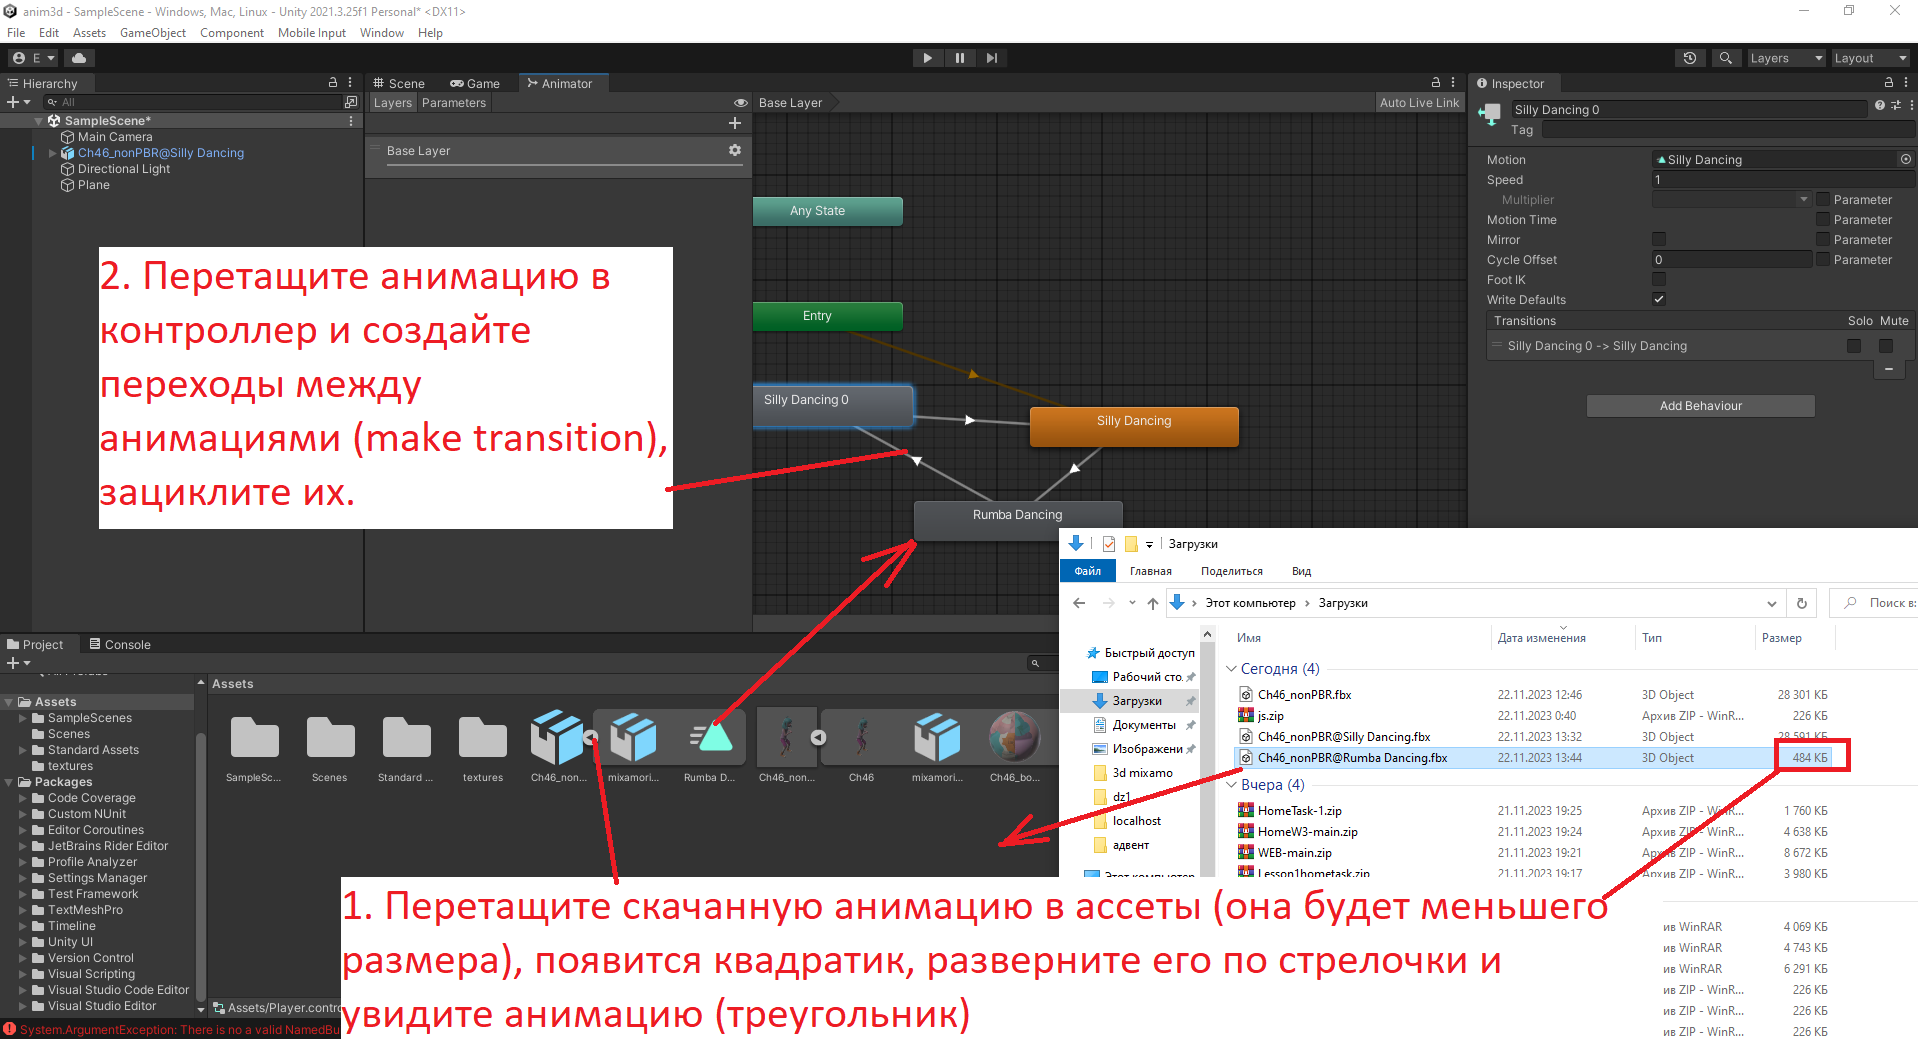 anim3d - SampleScene - Windows, Mac, Linux - Unity 2021.3.25f1 Personal* <DX11>
File Edit Assets GameObject Component Mobile Input Window Help
E
Layers Layout
Hierarchy
All
SampleScene*
Main Camera
Ch46_nonPBR@Silly Dancing
Directional Light
Plane
Scene Game Animator
Layers Parameters Base Layer Auto Live Link
Base Layer
Any State
Entry
Silly Dancing 0
Silly Dancing
Rumba Dancing
Inspector
Silly Dancing 0
Tag
Motion Silly Dancing
Speed 1
Multiplier Parameter
Motion Time Parameter
Mirror Parameter
Cycle Offset 0 Parameter
Foot IK
Write Defaults
Transitions Solo Mute
Silly Dancing 0 -> Silly Dancing
Add Behaviour
2. Перетащите анимацию в
контроллер и создайте
переходы между
анимациями (make transition),
зациклите их.
Project Console
Assets
SampleScenes
Scenes
Standard Assets
textures
Packages
Code Coverage
Custom NUnit
Editor Coroutines
JetBrains Rider Editor
Profile Analyzer
Settings Manager
Test Framework
TextMeshPro
Timeline
Unity UI
Version Control
Visual Scripting
Visual Studio Code Editor
Visual Studio Editor
Assets
SampleSc... Scenes Standard ... textures Ch46_non... mixamori... Rumba D... Ch46_non... Ch46 mixamori... Ch46_bo...
Assets/Player.contro
System.ArgumentException: There is no a valid NamedBu
Загрузки
Файл Главная Поделиться Вид
Этот компьютер > Загрузки
Поиск в:
Быстрый доступ
Рабочий сто.
Загрузки
Документы
Изображени
3d mixamo
dz1
localhost
адвент
Этот компьютер
Имя Дата изменения Тип Размер
Сегодня (4)
Ch46_nonPBR.fbx 22.11.2023 12:46 3D Object 28 301 КБ
js.zip 22.11.2023 0:40 Архив ZIP - WinR... 226 КБ
Ch46_nonPBR@Silly Dancing.fbx 22.11.2023 13:32 3D Object 28 591 КБ
Ch46_nonPBR@Rumba Dancing.fbx 22.11.2023 13:44 3D Object 484 КБ
Вчера (4)
HomeTask-1.zip 21.11.2023 19:25 Архив ZIP - WinR... 1 760 КБ
HomeW3-main.zip 21.11.2023 19:24 Архив ZIP - WinR... 4 638 КБ
WEB-main.zip 21.11.2023 19:21 Архив ZIP - WinR... 8 672 КБ
Lesson1hometask.zip 21.11.2023 19:17 Архив ZIP - WinR... 3 980 КБ
ив WinRAR 4 069 КБ
ив WinRAR 4 743 КБ
ив WinRAR 6 291 КБ
ив ZIP - WinR... 226 КБ
ив ZIP - WinR... 226 КБ
ив ZIP - WinR... 226 КБ
1. Перетащите скачанную анимацию в ассеты (она будет меньшего
размера), появится квадратик, разверните его по стрелочки и
увидите анимацию (треугольник)